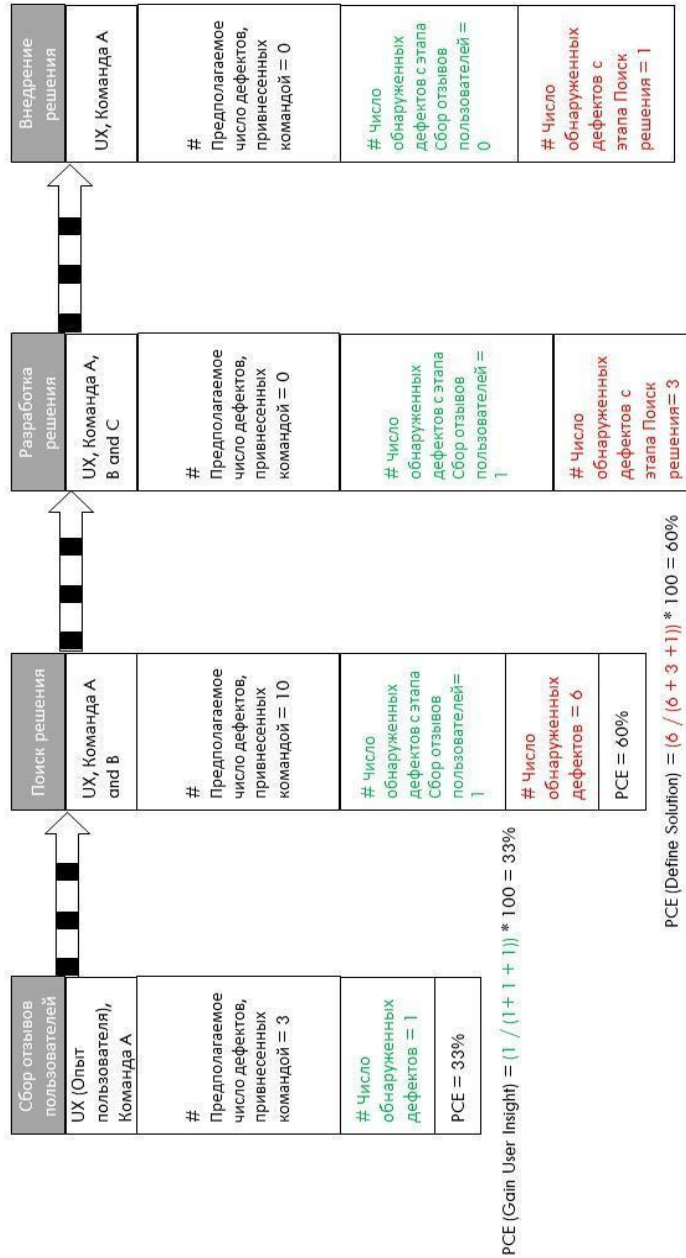 Сбор отзывов
пользователей
UX (Опыт
пользователя),
Команда A
#
Предполагаемое
число дефектов,
привнесенных
командой = 3
# Число
обнаруженных
дефектов = 1
PCE = 33%
Поиск решения
UX, Команда A
and B
#
Предполагаемое
число дефектов,
привнесенных
командой = 10
# Число
обнаруженных
дефектов с этапа
Сбор отзывов
пользователей=
1
# Число
обнаруженных
дефектов = 6
PCE = 60%
Разработка
решения
UX, Команда A,
B and C
#
Предполагаемое
число дефектов,
привнесенных
командой = 0
# Число
обнаруженных
дефектов с этапа
Сбор отзывов
пользователей =
1
# Число
обнаруженных
дефектов с
этапа Поиск
решения= 3
Внедрение
решения
UX, Команда A
#
Предполагаемое
число дефектов,
привнесенных
командой = 0
# Число
обнаруженных
дефектов с этапа
Сбор отзывов
пользователей =
0
# Число
обнаруженных
дефектов с
этапа Поиск
решения = 1
PCE (Gain User Insight) = (1 / (1+ 1 + 1)) * 100 = 33%
PCE (Define Solution) = (6 / (6 + 3 +1)) * 100 = 60%